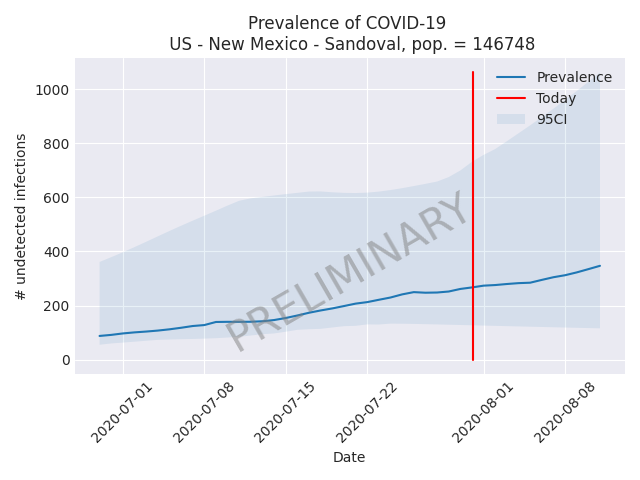 Prevalence of COVID-19
US - New Mexico - Sandoval, pop. = 146748
Prevalence
Today
95CI
1000
800
600
400
200
0
# undetected infections
PRELIMINARY
2020-07-01
2020-07-08
2020-07-15
2020-07-22
2020-08-01
2020-08-08
Date